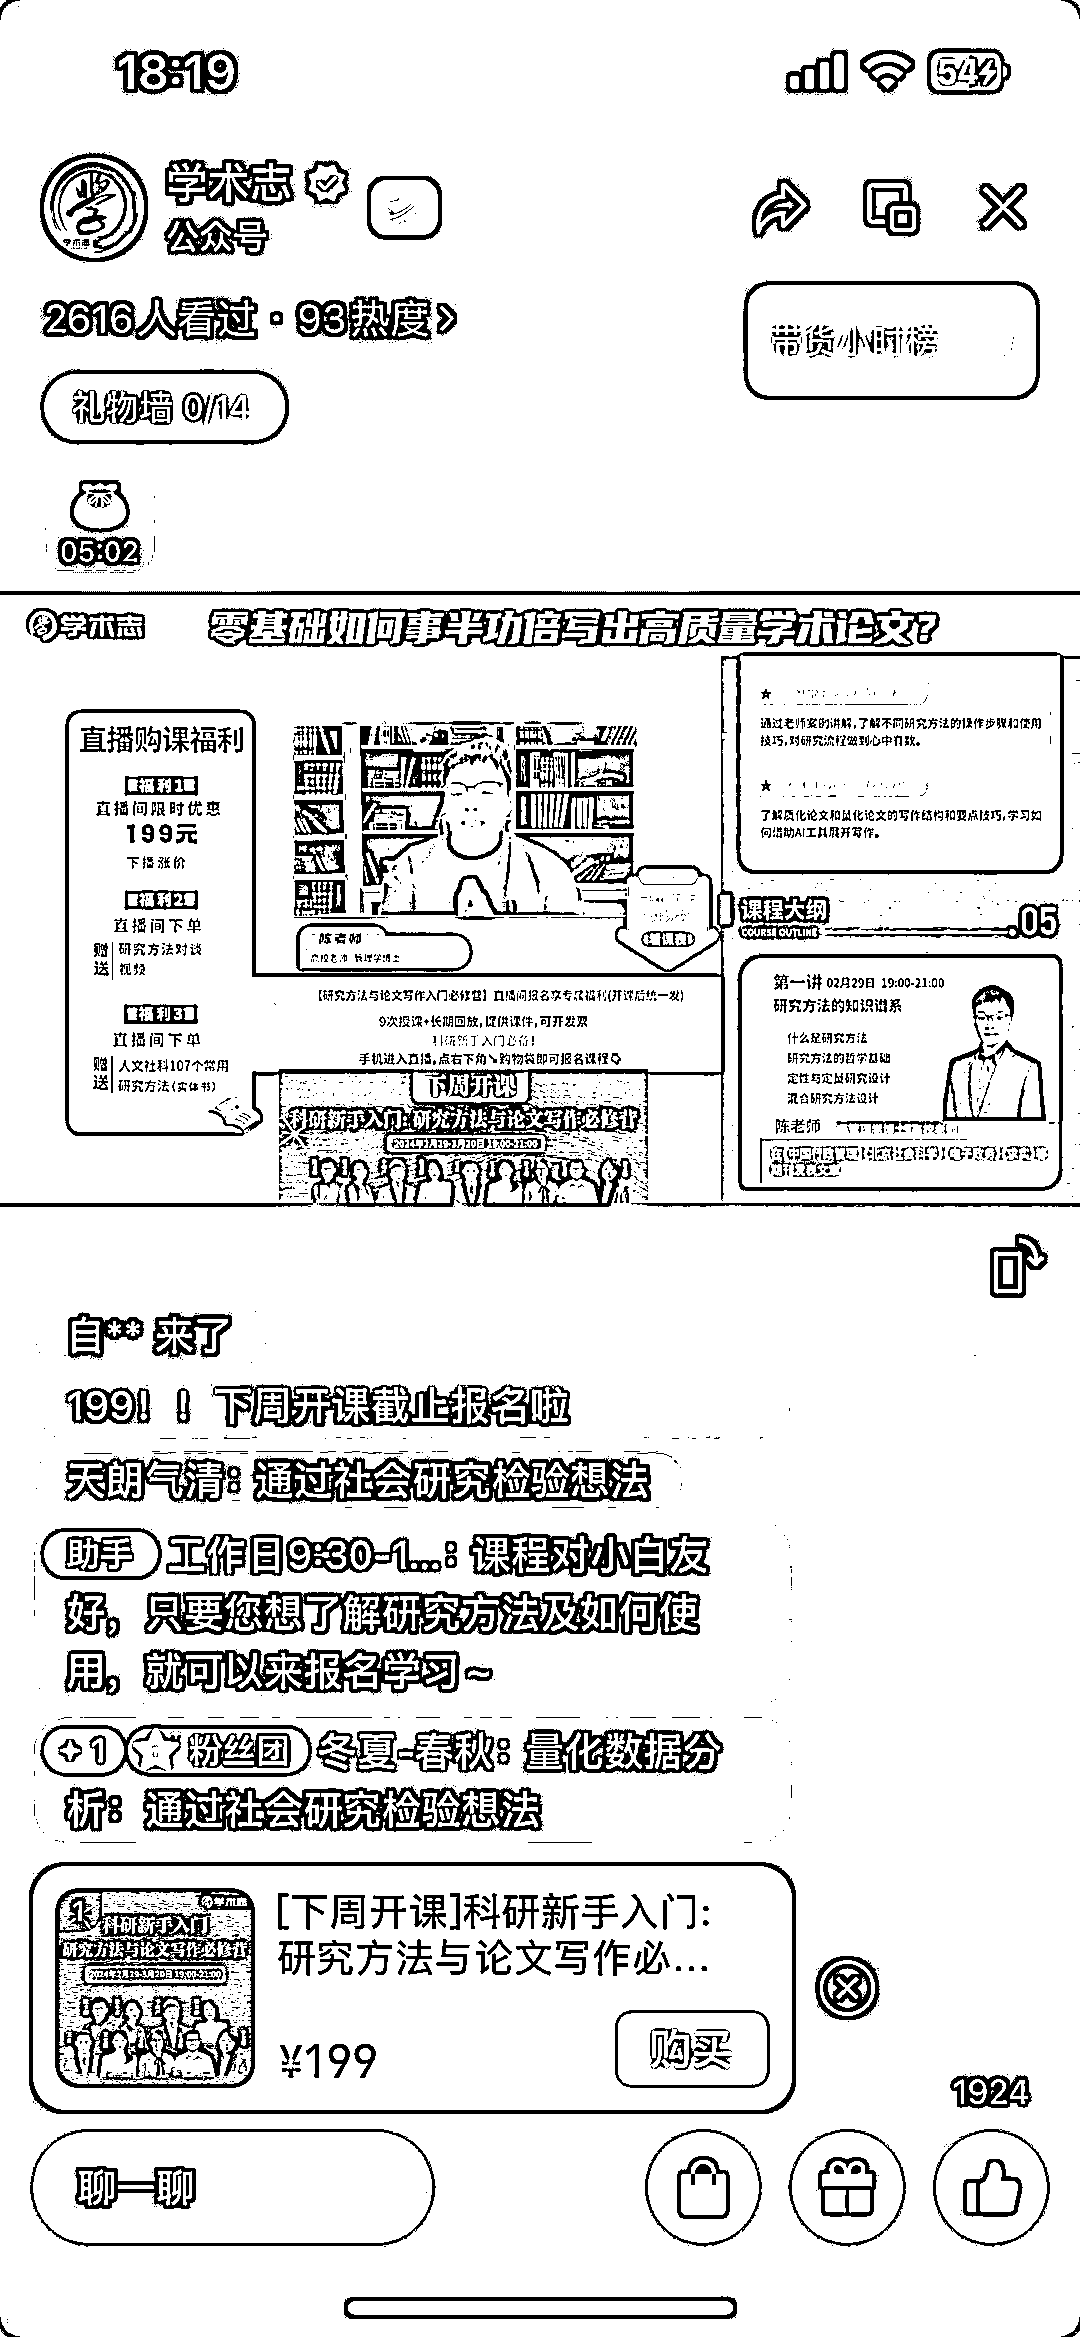 18:19
54
学术志
公众号
2616人看过·93热度
带货小时榜
礼物墙 0/14
05:02
学术志
零基础如何事半功倍写出高质量学术论文?
直播购课福利
福利1
直播间限时优惠
199元
下播涨价
福利2
直播间下单
赠送
研究方法对谈
视频
福利3
直播间下单
赠送
人文社科107个常用
研究方法(实体书)
陈老师
高校老师 管理学博士
【研究方法与论文写作入门必修营】直播间报名享专属福利(开课后统一发)
9次授课+长期回放,提供课件,可开发票
科研新手入门必备!
手机进入直播,点右下角↘购物袋即可报名课程
下周开课
科研新手入门:研究方法与论文写作必修营
通过老师案的讲解,了解不同研究方法的操作步骤和使用
技巧,对研究流程做到心中有数。
了解质化论文和量化论文的写作结构和要点技巧,学习如
何借助AI工具展开写作。
课程大纲
COURSE OUTLINE
.05
第一讲 02月29日 19:00-21:00
研究方法的知识谱系
什么是研究方法
研究方法的哲学基础
定性与定量研究设计
混合研究方法设计
陈老师
自** 来了
199！！下周开课截止报名啦
天朗气清：通过社会研究检验想法
助手 工作日9:30-1...：课程对小白友
好，只要您想了解研究方法及如何使
用，就可以来报名学习~
+1 粉丝团 冬夏-春秋：量化数据分
析：通过社会研究检验想法
1
学术志
科研新手入门
研究方法与论文写作必修营
[下周开课]科研新手入门:
研究方法与论文写作必...
¥199
购买
1924
聊一聊